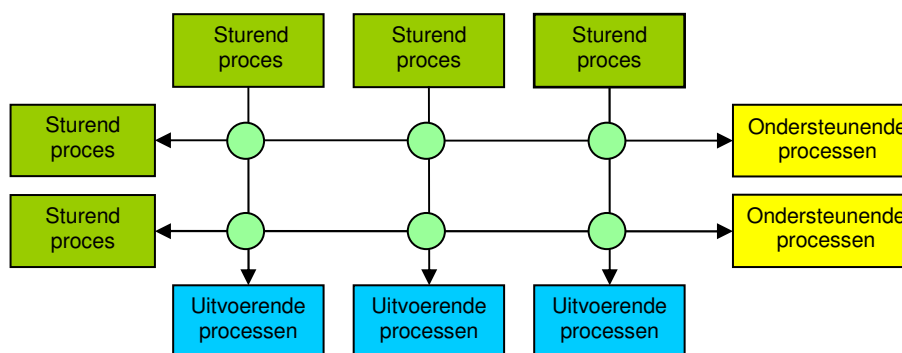 Sturend
proces
Sturend
proces
Sturend
proces
Sturend
proces
Ondersteunende
processen
Sturend
proces
Ondersteunende
processen
Uitvoerende
processen
Uitvoerende
processen
Uitvoerende
processen